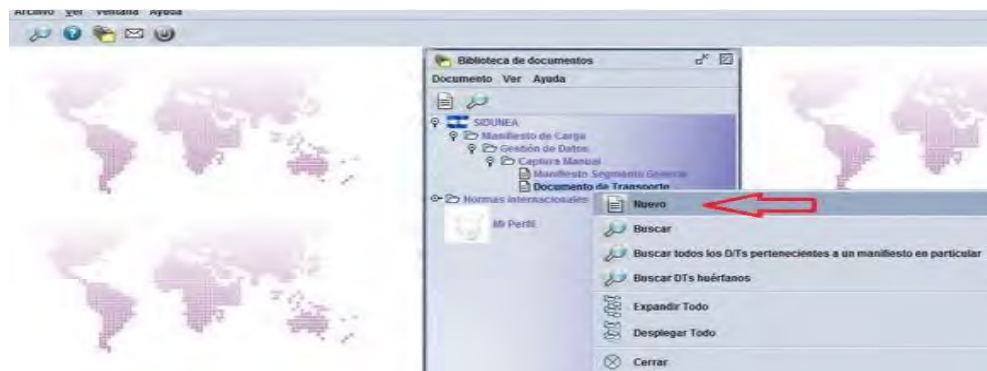 Archivo Ver Ventana Ayuda
Biblioteca de documentos
Documento Ver Ayuda
SIDUNEA
Manifiesto de Carga
Gestión de Datos
Captura Manual
Manifiesto Segmento General
Documento de Transporte
Normas internacionales
Mi Perfil
Nuevo
Buscar
Buscar todos los D/Ts pertenecientes a un manifiesto en particular
Buscar DTs huérfanos
Expandir Todo
Desplegar Todo
Cerrar